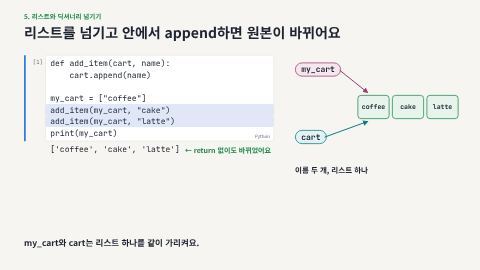 5. 리스트와 딕셔너리 넘기기
리스트를 넘기고 안에서 append하면 원본이 바뀌어요
[1]
def add_item(cart, name):
    cart.append(name)
my_cart = ["coffee"]
add_item(my_cart, "cake")
add_item(my_cart, "latte")
print(my_cart)
Python
['coffee', 'cake', 'latte'] ← return 없이도 바뀌었어요
my_cart
coffee cake latte
cart
이름 두 개, 리스트 하나
my_cart와 cart는 리스트 하나를 같이 가리켜요.